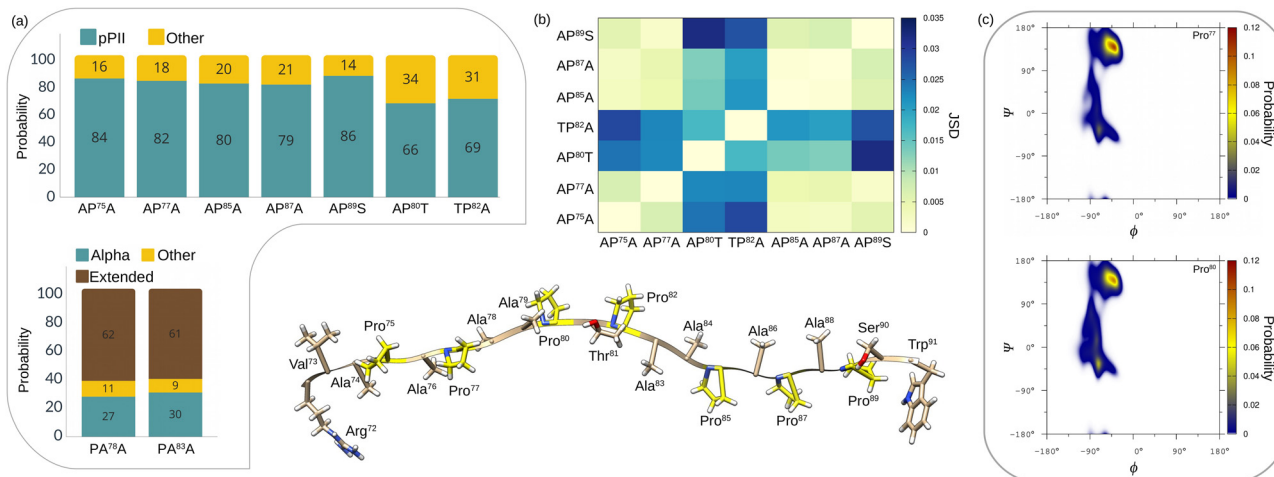 (a)
pPII Other
Probability
100
80
60
40
20
0
16 18 20 21 14 34 31
84 82 80 79 86 66 69
AP⁷⁵A AP⁷⁷A AP⁸⁵A AP⁸⁷A AP⁸⁹S AP⁸⁰T TP⁸²A
Alpha Other
Extended
Probability
100
80
60
40
20
0
62 61
11 9
27 30
PA⁷⁸A PA⁸³A
(b)
AP⁸⁹S
AP⁸⁷A
AP⁸⁵A
TP⁸²A
AP⁸⁰T
AP⁷⁷A
AP⁷⁵A
AP⁷⁵A AP⁷⁷A AP⁸⁰T TP⁸²A AP⁸⁵A AP⁸⁷A AP⁸⁹S
0.035
0.03
0.025
0.02
0.015
0.01
0.005
0
JSD
Arg⁷²
Val⁷³
Ala⁷⁴
Pro⁷⁵
Ala⁷⁶
Pro⁷⁷
Ala⁷⁸
Ala⁷⁹
Pro⁸⁰
Thr⁸¹
Pro⁸²
Ala⁸³
Ala⁸⁴
Pro⁸⁵
Ala⁸⁶
Pro⁸⁷
Ala⁸⁸
Pro⁸⁹
Ser⁹⁰
Trp⁹¹
(c)
Pro⁷⁷
180°
90°
0°
−90°
−180°
Ψ
−180° −90° 0° 90° 180°
ϕ
0.12
0.1
0.08
0.06
0.04
0.02
0
Probability
Pro⁸⁰
180°
90°
0°
−90°
−180°
Ψ
−180° −90° 0° 90° 180°
ϕ
0.12
0.1
0.08
0.06
0.04
0.02
0
Probability